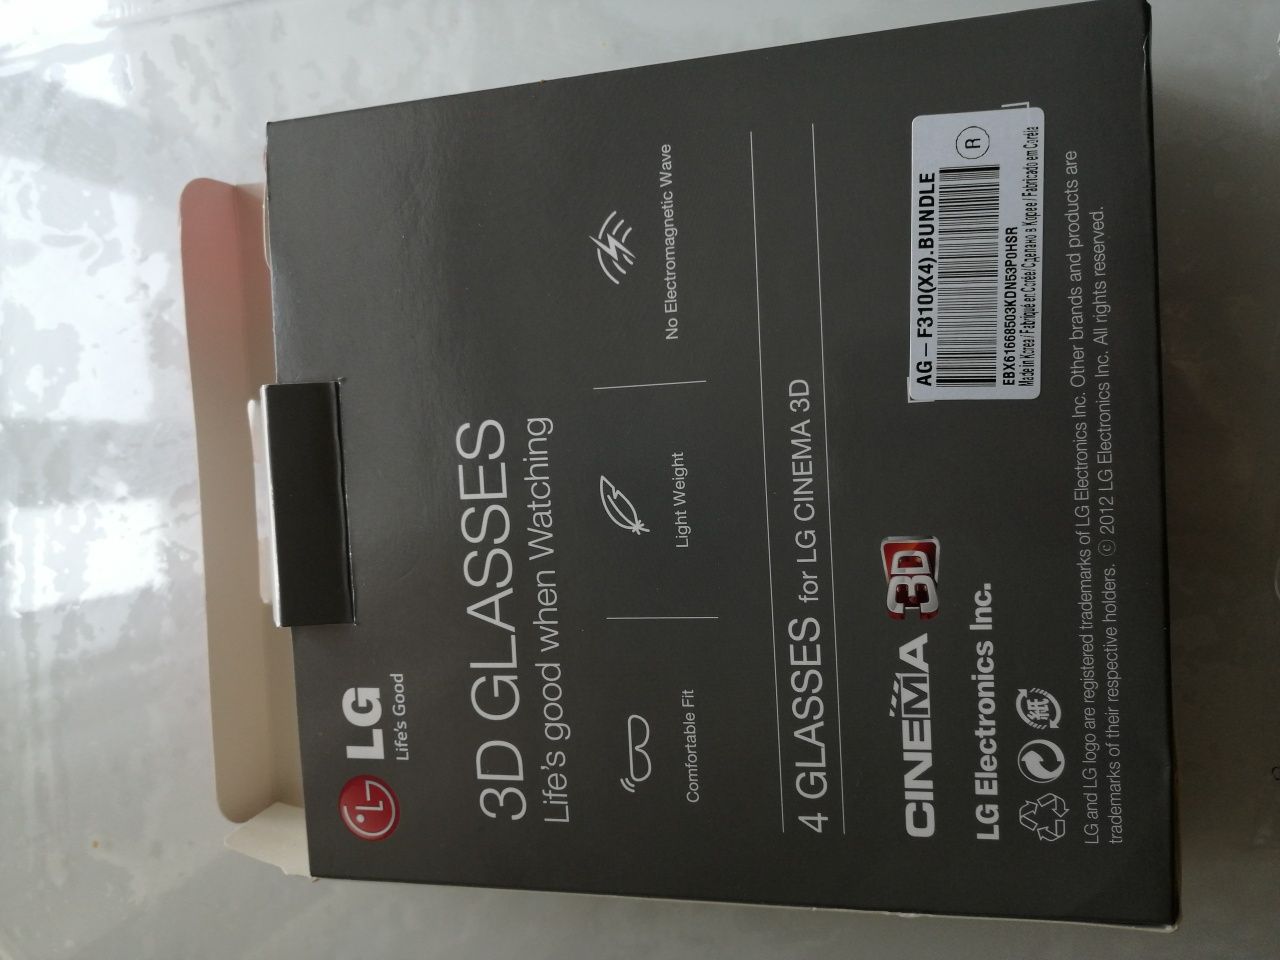 LG
Life's Good
3D GLASSES
Life's good when Watching
Comfortable Fit
Light Weight
No Electromagnetic Wave
4 GLASSES for LG CINEMA 3D
CINEMA 3D
LG Electronics Inc.
紙
AG-F310(X4).BUNDLE
R
EBX61668503KDN53P0HSR
Made in Korea / Fabriqué en Corée / Сделано в Корее / Fabricado em Coreia
LG and LG logo are registered trademarks of LG Electronics Inc. Other brands and products are
trademarks of their respective holders. © 2012 LG Electronics Inc. All rights reserved.